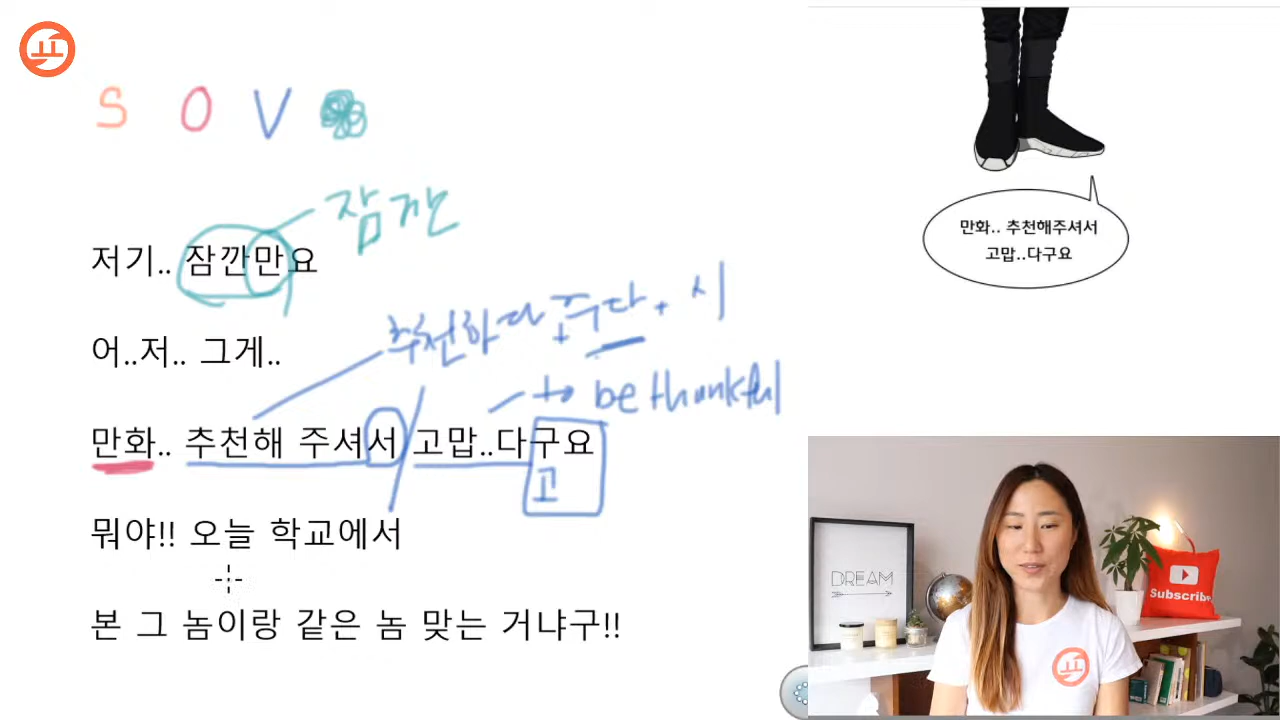 S O V
잠깐
저기.. 잠깐만요
추천하다 + 주다 + 시
어..저.. 그게..
to be thankful
만화.. 추천해 주셔서 고맙..다구요
고
뭐야!! 오늘 학교에서
본 그 놈이랑 같은 놈 맞는 거냐구!!
만화.. 추천해주셔서
고맙..다구요
DREAM
Subscribe